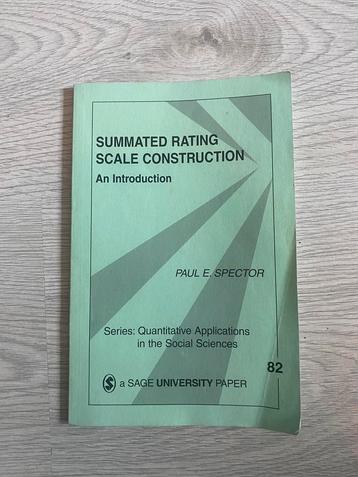 SUMMATED RATING
SCALE CONSTRUCTION
An Introduction
PAUL E. SPECTOR
Series: Quantitative Applications
in the Social Sciences
82
S a SAGE UNIVERSITY PAPER